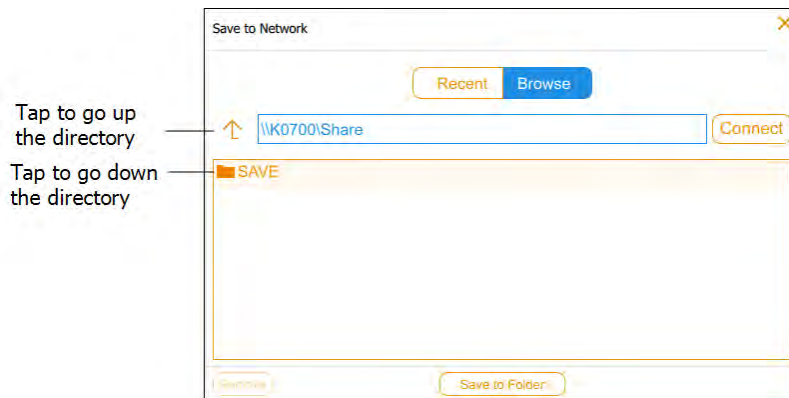 Save to Network
Recent Browse
Tap to go up
the directory
\\K0700\Share
Connect
Tap to go down
the directory
SAVE
Remove Save to Folder